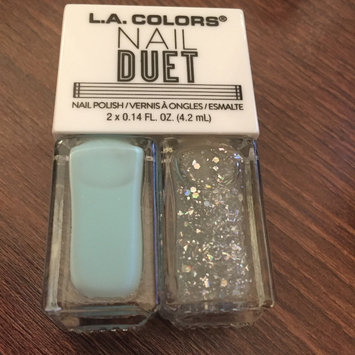 L.A. COLORS®
NAIL
DUET
NAIL POLISH / VERNIS À ONGLES / ESMALTE
2 x 0.14 FL. OZ. (4.2 mL)